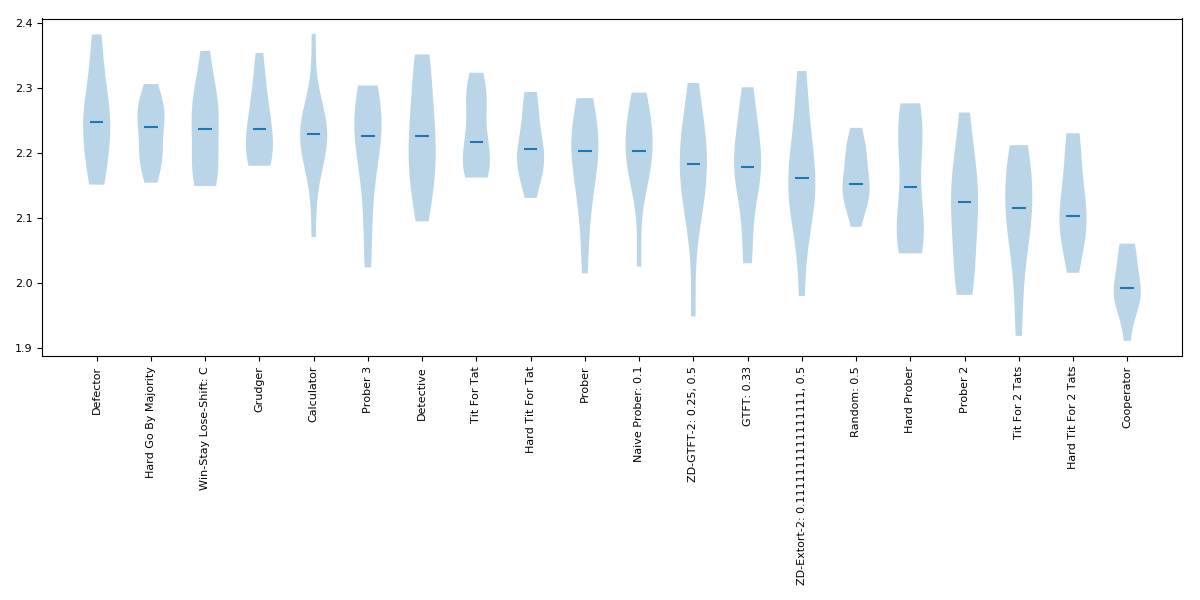 2.4
2.3
2.2
2.1
2.0
1.9
Defector
Hard Go By Majority
Win-Stay Lose-Shift: C
Grudger
Calculator
Prober 3
Detective
Tit For Tat
Hard Tit For Tat
Prober
Naive Prober: 0.1
ZD-GTFT-2: 0.25, 0.5
GTFT: 0.33
ZD-Extort-2: 0.1111111111111111, 0.5
Random: 0.5
Hard Prober
Prober 2
Tit For 2 Tats
Hard Tit For 2 Tats
Cooperator